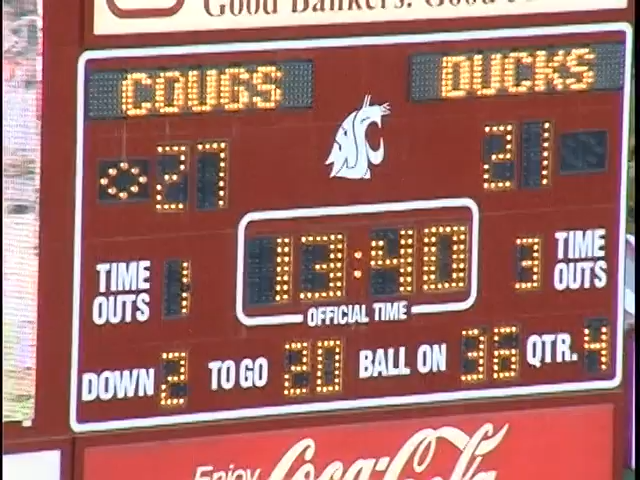 Good Bankers. Good
COUGS DUCKS
27 21
TIME OUTS 1 13:40 3 TIME OUTS
OFFICIAL TIME
DOWN 2 TO GO 20 BALL ON 36 QTR. 4
Enjoy
Coca-Cola